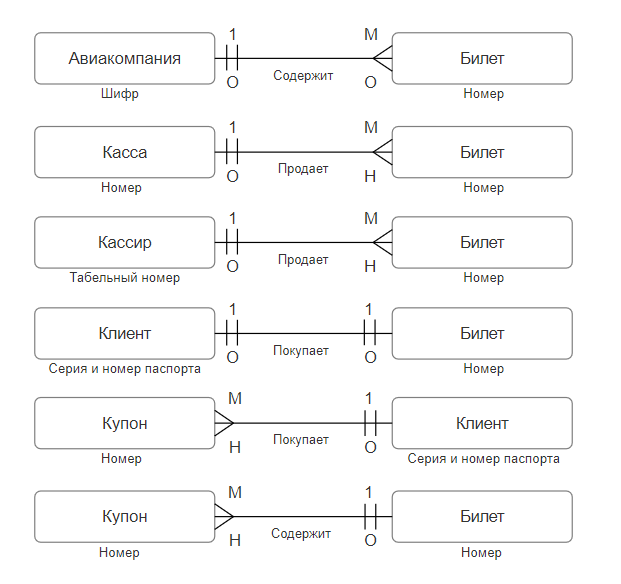 1 М
Авиакомпания Билет
О Содержит О
Шифр Номер
1 М
Касса Билет
О Продает Н
Номер Номер
1 М
Кассир Билет
О Продает Н
Табельный номер Номер
1 1
Клиент Билет
О Покупает О
Серия и номер паспорта Номер
М 1
Купон Клиент
Н Покупает О
Номер Серия и номер паспорта
М 1
Купон Билет
Н Содержит О
Номер Номер